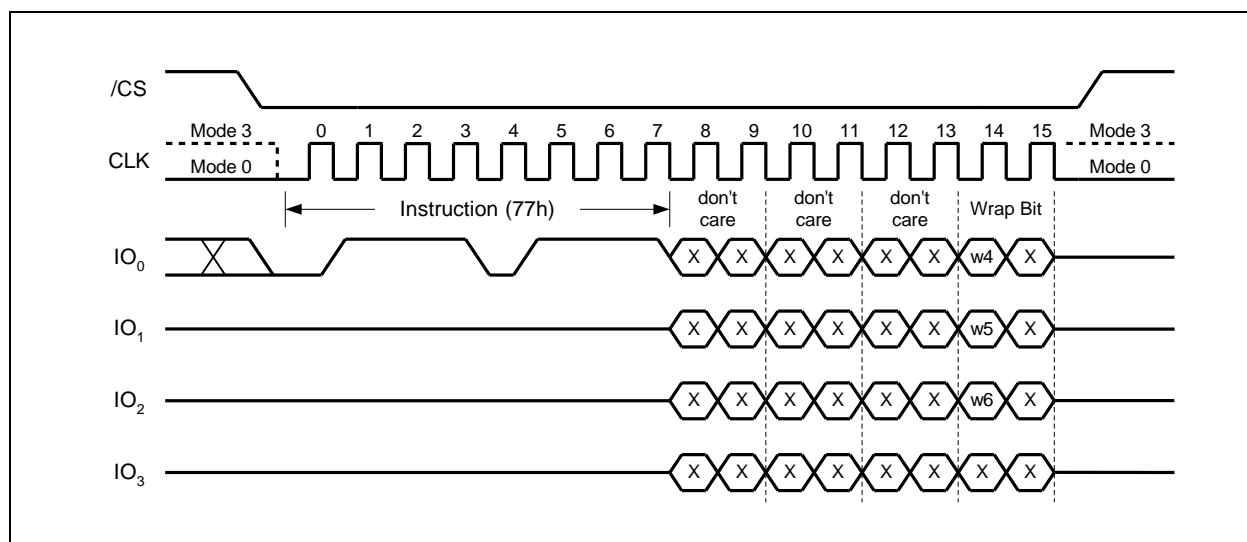 /CS
Mode 3 0 1 2 3 4 5 6 7 8 9 10 11 12 13 14 15 Mode 3
CLK Mode 0 Mode 0
Instruction (77h) don't care don't care don't care Wrap Bit
IO0 X X X X X X w4 X
IO1 X X X X X X w5 X
IO2 X X X X X X w6 X
IO3 X X X X X X X X